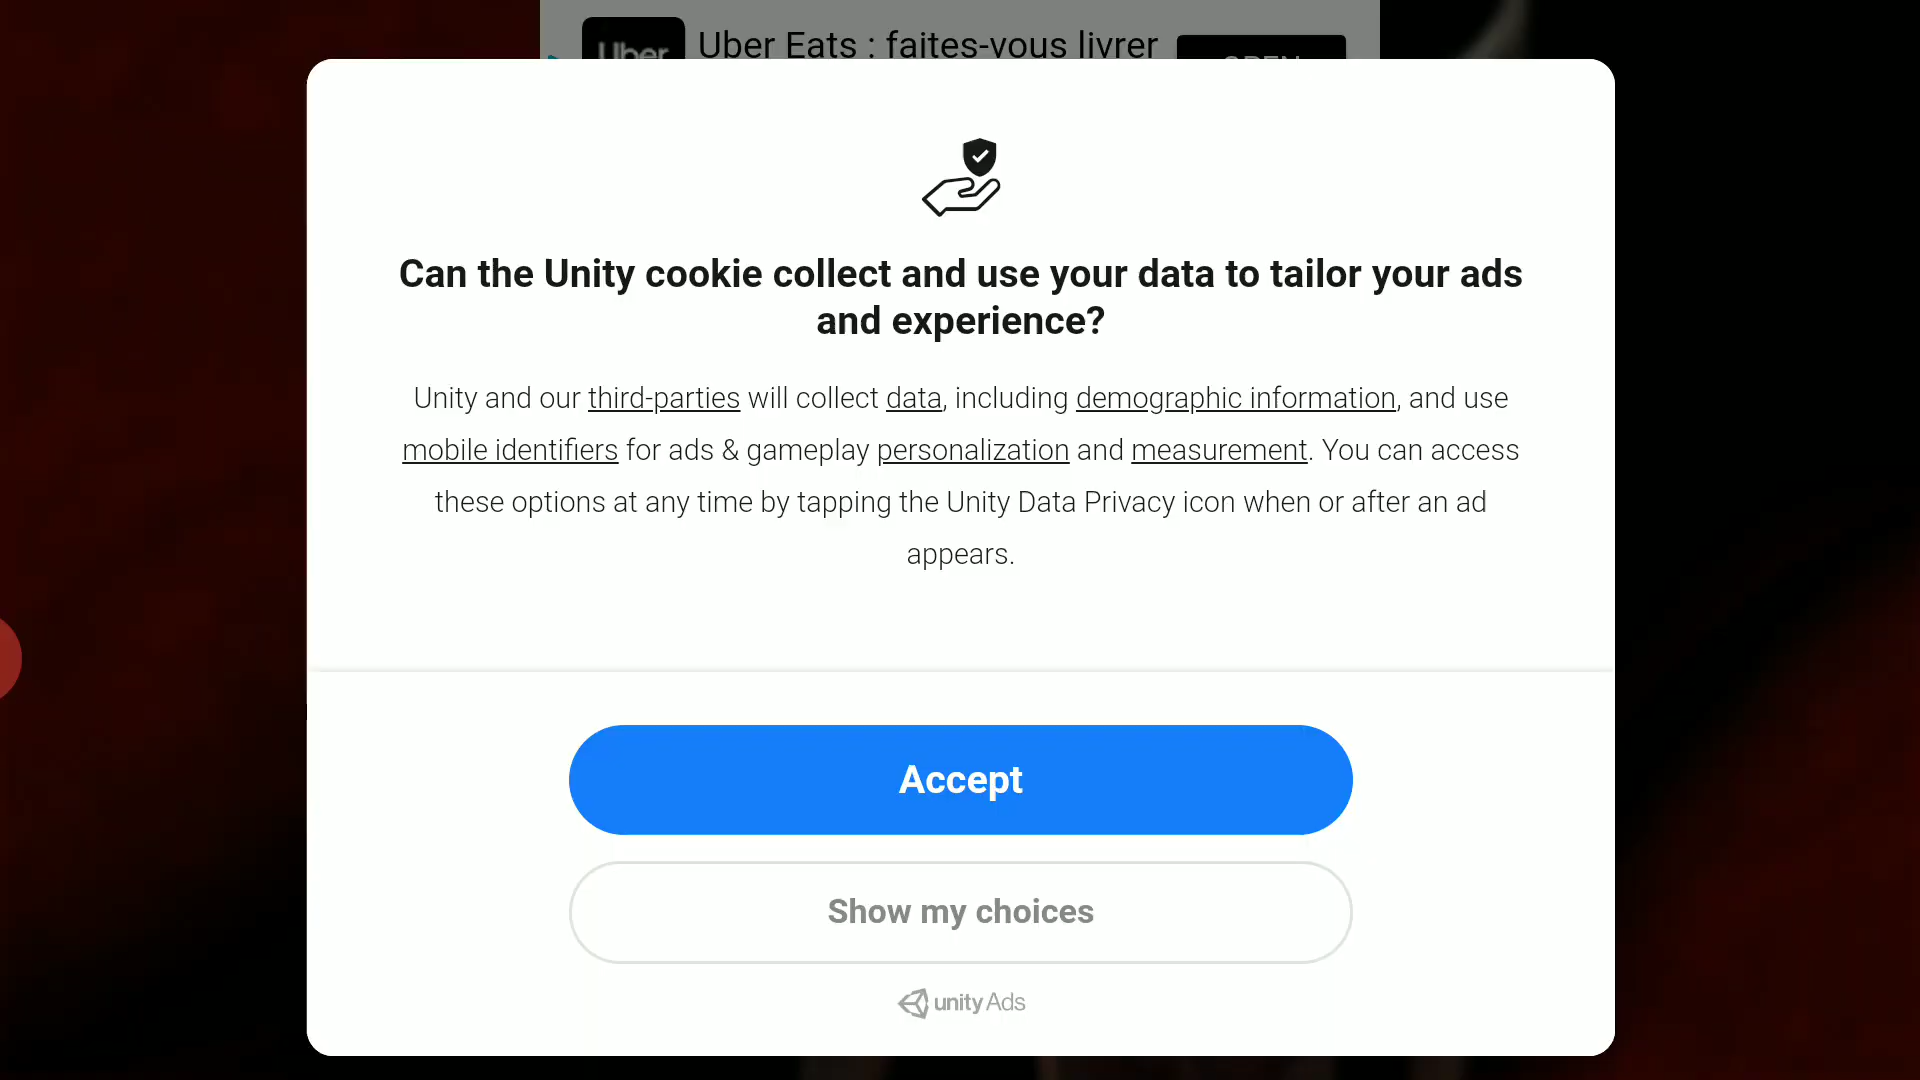 Uber Eats : faites-vous livrer
Uber
OPEN
Can the Unity cookie collect and use your data to tailor your ads
and experience?
Unity and our third-parties will collect data, including demographic information, and use
mobile identifiers for ads & gameplay personalization and measurement. You can access
these options at any time by tapping the Unity Data Privacy icon when or after an ad
appears.
Accept
Show my choices
unity Ads